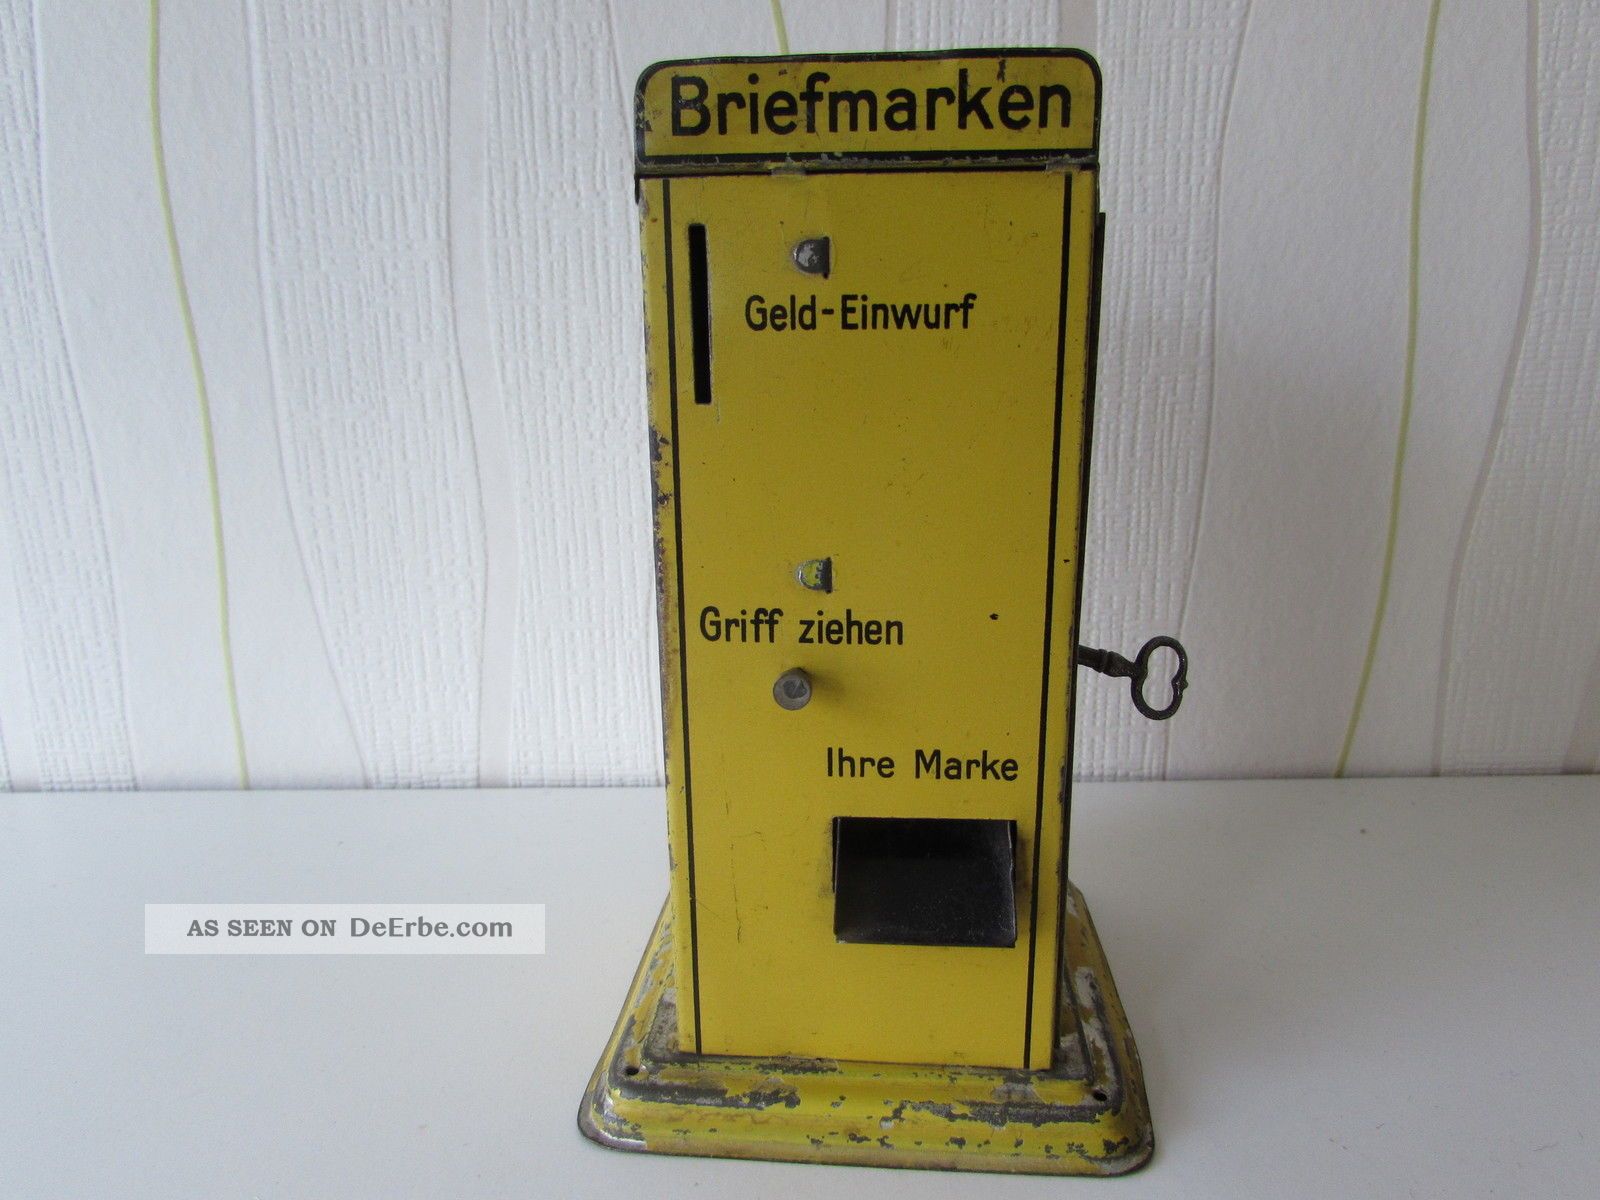 Briefmarken
Geld-Einwurf
Griff ziehen
Ihre Marke
AS SEEN ON DeErbe.com